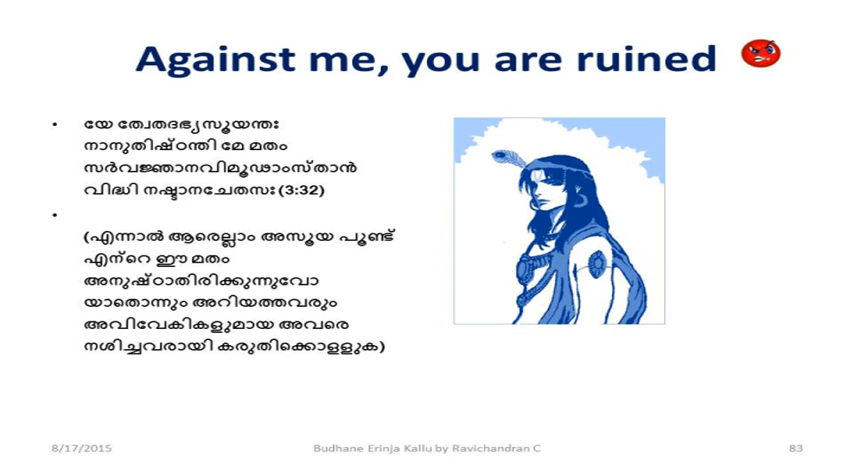 Against me, you are ruined
• യേ ത്വേതദഭ്യസൂയന്തഃ
നാനുതിഷ്ഠന്തി മേ മതം
സർവജ്ഞാനവിമൂഢാംസ്താൻ
വിദ്ധി നഷ്ടാനചേതസഃ (3:32)
•
(എന്നാൽ ആരെല്ലാം അസൂയ പൂണ്ട്
എന്റെ ഈ മതം
അനുഷ്ഠാതിരിക്കുന്നുവോ
യാതൊന്നും അറിയത്തവരും
അവിവേകികളുമായ അവരെ
നശിച്ചവരായി കരുതിക്കൊളളുക)
8/17/2015
Budhane Erinja Kallu by Ravichandran C
83